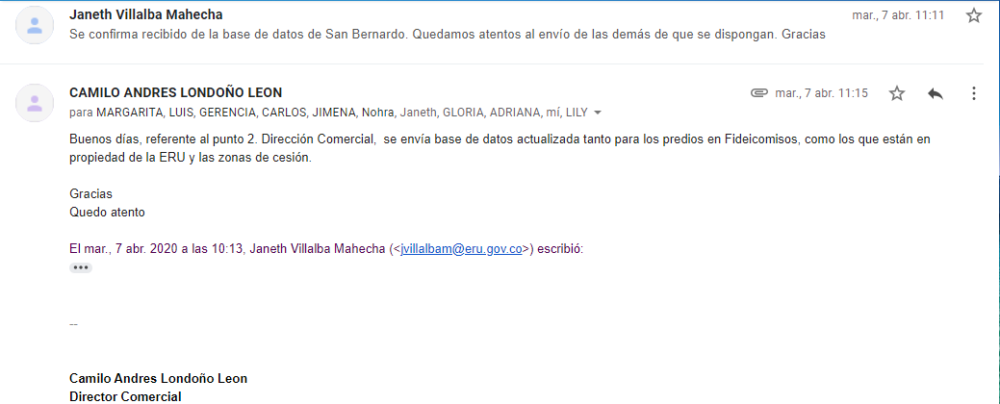 Janeth Villalba Mahecha mar., 7 abr. 11:11
Se confirma recibido de la base de datos de San Bernardo. Quedamos atentos al envío de las demás de que se dispongan. Gracias
CAMILO ANDRES LONDOÑO LEON mar., 7 abr. 11:15
para MARGARITA, LUIS, GERENCIA, CARLOS, JIMENA, Nohra, Janeth, GLORIA, ADRIANA, mí, LILY
Buenos días, referente al punto 2. Dirección Comercial,  se envía base de datos actualizada tanto para los predios en Fideicomisos, como los que están en
propiedad de la ERU y las zonas de cesión.
Gracias
Quedo atento
El mar., 7 abr. 2020 a las 10:13, Janeth Villalba Mahecha (<jvillalbam@eru.gov.co>) escribió:
--
Camilo Andres Londoño Leon
Director Comercial